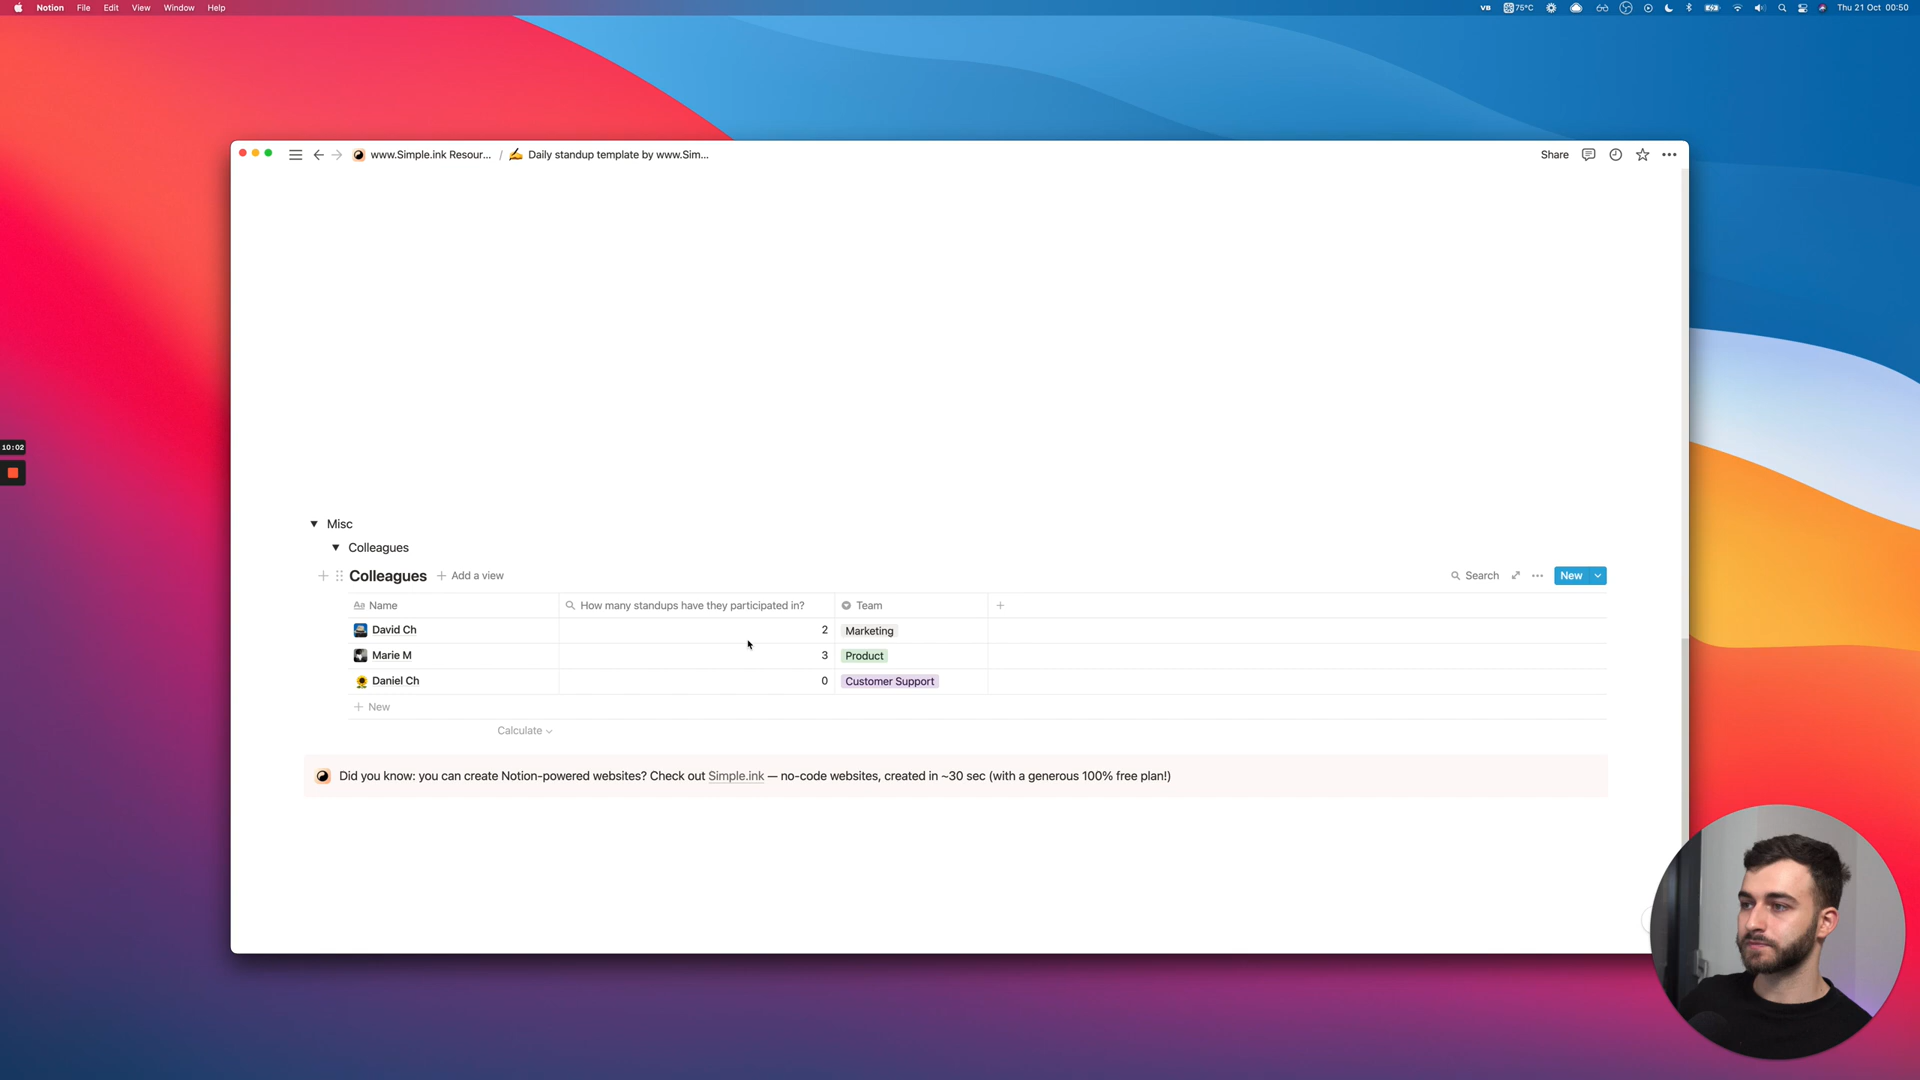 Notion File Edit View Window Help
VB 75°C Thu 21 Oct 00:50
www.Simple.ink Resour... / Daily standup template by www.Sim...
Share
10:02
Misc
Colleagues
Colleagues + Add a view
Search New
Aa Name How many standups have they participated in? Team
David Ch 2 Marketing
Marie M 3 Product
Daniel Ch 0 Customer Support
+ New
Calculate
Did you know: you can create Notion-powered websites? Check out Simple.ink — no-code websites, created in ~30 sec (with a generous 100% free plan!)